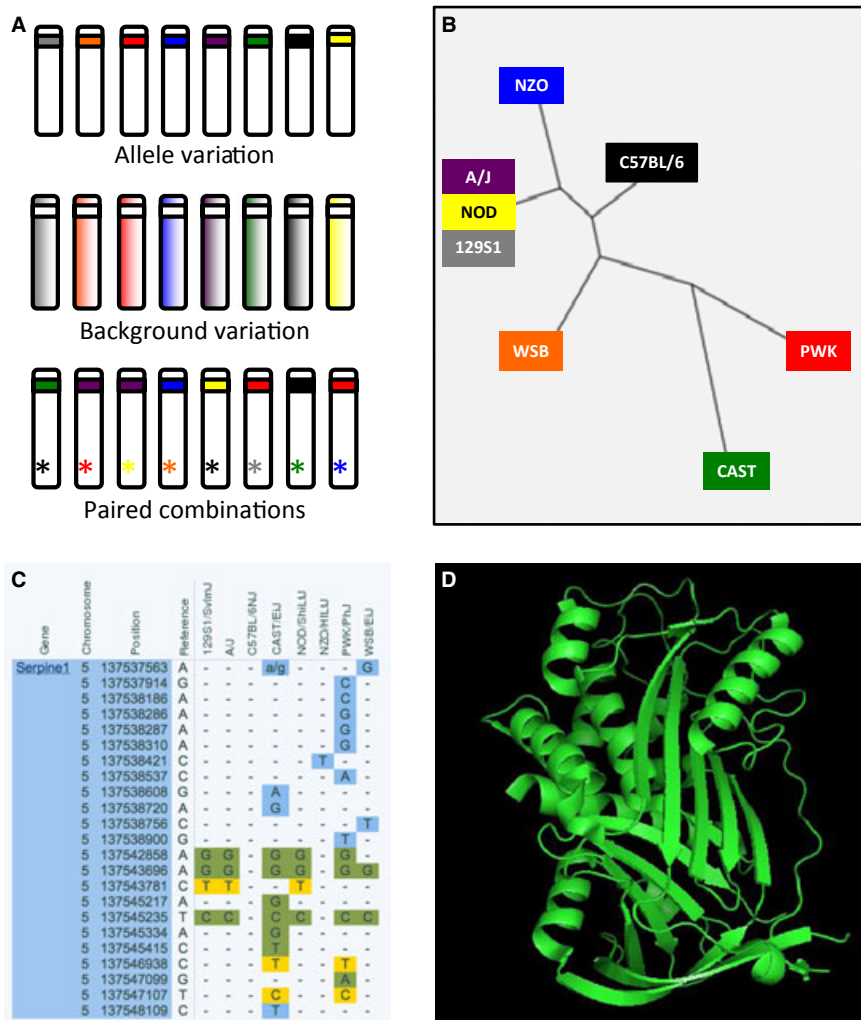 A
Allele variation
Background variation
* * * * * * * *
Paired combinations
B
NZO
C57BL/6
A/J
NOD
129S1
WSB
PWK
CAST
C
Gene Chromosome Position Reference 129S1/SvImJ A/J C57BL/6NJ CAST/EiJ NOD/ShiLtJ NZO/HlLtJ PWK/PhJ WSB/EiJ
Serpine1 5 137537563 A - - - a/g - - - G
5 137537914 G - - - - - - C -
5 137538186 A - - - - - - C -
5 137538286 A - - - - - - G -
5 137538287 A - - - - - - G -
5 137538310 A - - - - - - G -
5 137538421 C - - - - - T - -
5 137538537 C - - - - - - A -
5 137538608 G - - - A - - - -
5 137538720 A - - - G - - - -
5 137538756 C - - - - - - - T
5 137538900 G - - - - - - T -
5 137542858 A G G - G G - G -
5 137543696 A G G - G G - G G
5 137543781 C T T - - T - - -
5 137545217 A - - - G - - - -
5 137545235 T C C - C C - C C
5 137545334 A - - - G - - - -
5 137545415 C - - - T - - - -
5 137546938 C - - - T - - T -
5 137547099 G - - - - - - A -
5 137547107 T - - - C - - C -
5 137548109 C - - - T - - - -
D